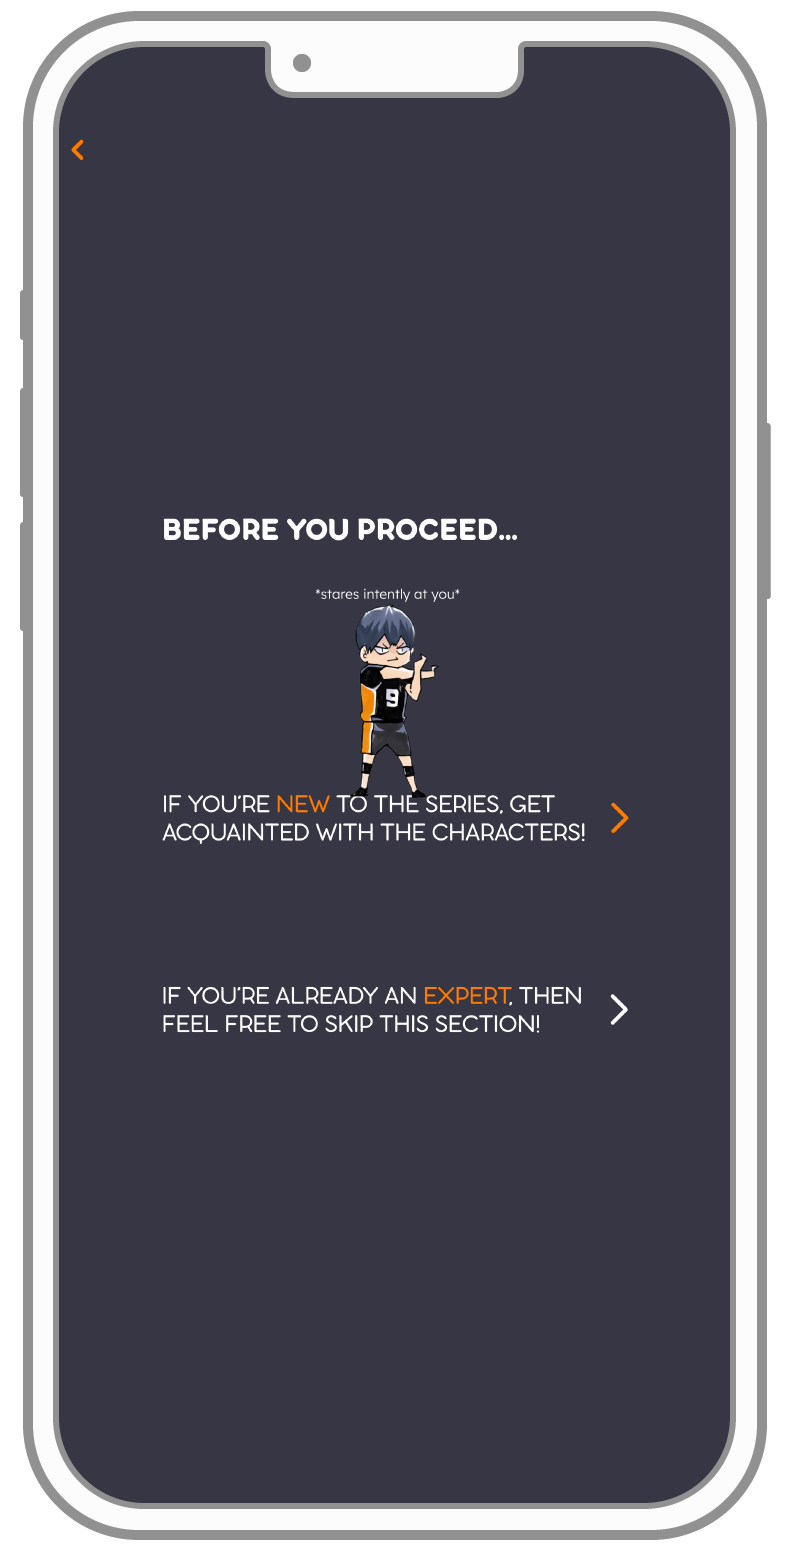 BEFORE YOU PROCEED...
*stares intently at you*
9
IF YOU'RE NEW TO THE SERIES, GET
ACQUAINTED WITH THE CHARACTERS!
IF YOU'RE ALREADY AN EXPERT, THEN
FEEL FREE TO SKIP THIS SECTION!